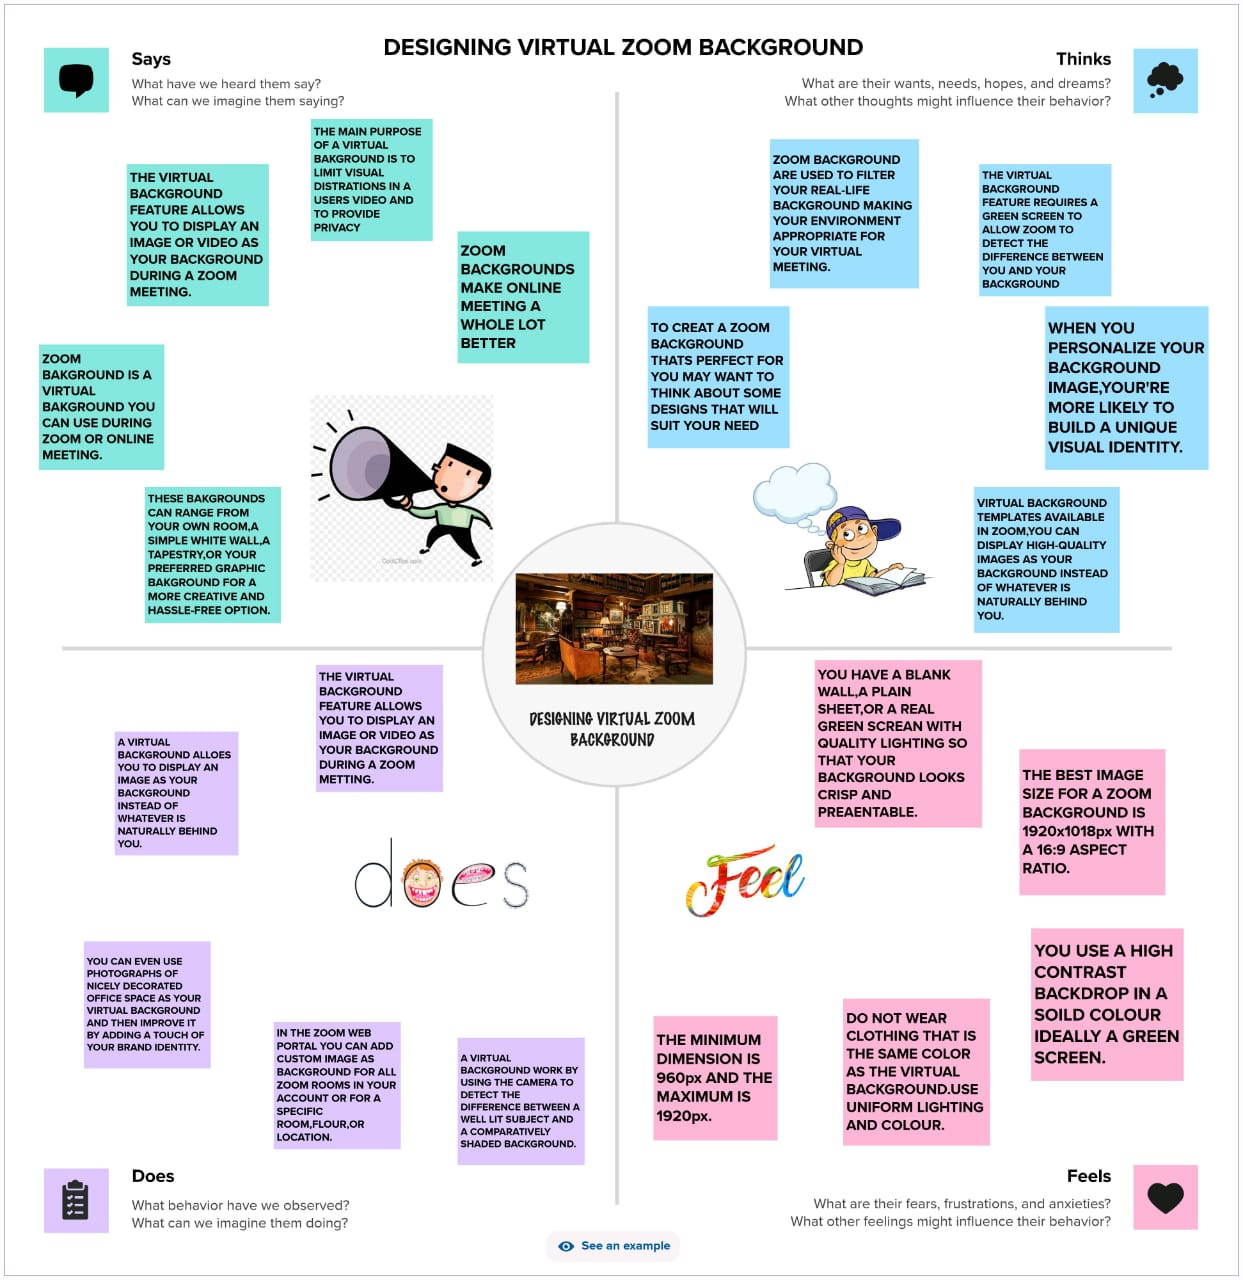 DESIGNING VIRTUAL ZOOM BACKGROUND
Says
What have we heard them say?
What can we imagine them saying?
Thinks
What are their wants, needs, hopes, and dreams?
What other thoughts might influence their behavior?
THE MAIN PURPOSE
OF A VIRTUAL
BAKGROUND IS TO
LIMIT VISUAL
DISTRATIONS IN A
USERS VIDEO AND
TO PROVIDE
PRIVACY
THE VIRTUAL
BACKGROUND
FEATURE ALLOWS
YOU TO DISPLAY AN
IMAGE OR VIDEO AS
YOUR BACKGROUND
DURING A ZOOM
MEETING.
ZOOM
BACKGROUNDS
MAKE ONLINE
MEETING A
WHOLE LOT
BETTER
ZOOM
BAKGROUND IS A
VIRTUAL
BAKGROUND YOU
CAN USE DURING
ZOOM OR ONLINE
MEETING.
THESE BAKGROUNDS
CAN RANGE FROM
YOUR OWN ROOM,A
SIMPLE WHITE WALL,A
TAPESTRY,OR YOUR
PREFERRED GRAPHIC
BAKGROUND FOR A
MORE CREATIVE AND
HASSLE-FREE OPTION.
ZOOM BACKGROUND
ARE USED TO FILTER
YOUR REAL-LIFE
BACKGROUND MAKING
YOUR ENVIRONMENT
APPROPRIATE FOR
YOUR VIRTUAL
MEETING.
THE VIRTUAL
BACKGROUND
FEATURE REQUIRES A
GREEN SCREEN TO
ALLOW ZOOM TO
DETECT THE
DIFFERENCE BETWEEN
YOU AND YOUR
BACKGROUND
TO CREAT A ZOOM
BACKGROUND
THATS PERFECT FOR
YOU MAY WANT TO
THINK ABOUT SOME
DESIGNS THAT WILL
SUIT YOUR NEED
WHEN YOU
PERSONALIZE YOUR
BACKGROUND
IMAGE,YOUR'RE
MORE LIKELY TO
BUILD A UNIQUE
VISUAL IDENTITY.
VIRTUAL BACKGROUND
TEMPLATES AVAILABLE
IN ZOOM,YOU CAN
DISPLAY HIGH-QUALITY
IMAGES AS YOUR
BACKGROUND INSTEAD
OF WHATEVER IS
NATURALLY BEHIND
YOU.
DESIGNING VIRTUAL ZOOM
BACKGROUND
THE VIRTUAL
BACKGROUND
FEATURE ALLOWS
YOU TO DISPLAY AN
IMAGE OR VIDEO AS
YOUR BACKGROUND
DURING A ZOOM
METTING.
A VIRTUAL
BACKGROUND ALLOES
YOU TO DISPLAY AN
IMAGE AS YOUR
BACKGROUND
INSTEAD OF
WHATEVER IS
NATURALLY BEHIND
YOU.
does
YOU CAN EVEN USE
PHOTOGRAPHS OF
NICELY DECORATED
OFFICE SPACE AS YOUR
VIRTUAL BACKGROUND
AND THEN IMPROVE IT
BY ADDING A TOUCH OF
YOUR BRAND IDENTITY.
IN THE ZOOM WEB
PORTAL YOU CAN ADD
CUSTOM IMAGE AS
BACKGROUND FOR ALL
ZOOM ROOMS IN YOUR
ACCOUNT OR FOR A
SPECIFIC
ROOM,FLOUR,OR
LOCATION.
A VIRTUAL
BACKGROUND WORK BY
USING THE CAMERA TO
DETECT THE
DIFFERENCE BETWEEN A
WELL LIT SUBJECT AND
A COMPARATIVELY
SHADED BACKGROUND.
YOU HAVE A BLANK
WALL,A PLAIN
SHEET,OR A REAL
GREEN SCREAN WITH
QUALITY LIGHTING SO
THAT YOUR
BACKGROUND LOOKS
CRISP AND
PREAENTABLE.
THE BEST IMAGE
SIZE FOR A ZOOM
BACKGROUND IS
1920x1018px WITH
A 16:9 ASPECT
RATIO.
Feel
YOU USE A HIGH
CONTRAST
BACKDROP IN A
SOILD COLOUR
IDEALLY A GREEN
SCREEN.
THE MINIMUM
DIMENSION IS
960px AND THE
MAXIMUM IS
1920px.
DO NOT WEAR
CLOTHING THAT IS
THE SAME COLOR
AS THE VIRTUAL
BACKGROUND.USE
UNIFORM LIGHTING
AND COLOUR.
Does
What behavior have we observed?
What can we imagine them doing?
Feels
What are their fears, frustrations, and anxieties?
What other feelings might influence their behavior?
See an example